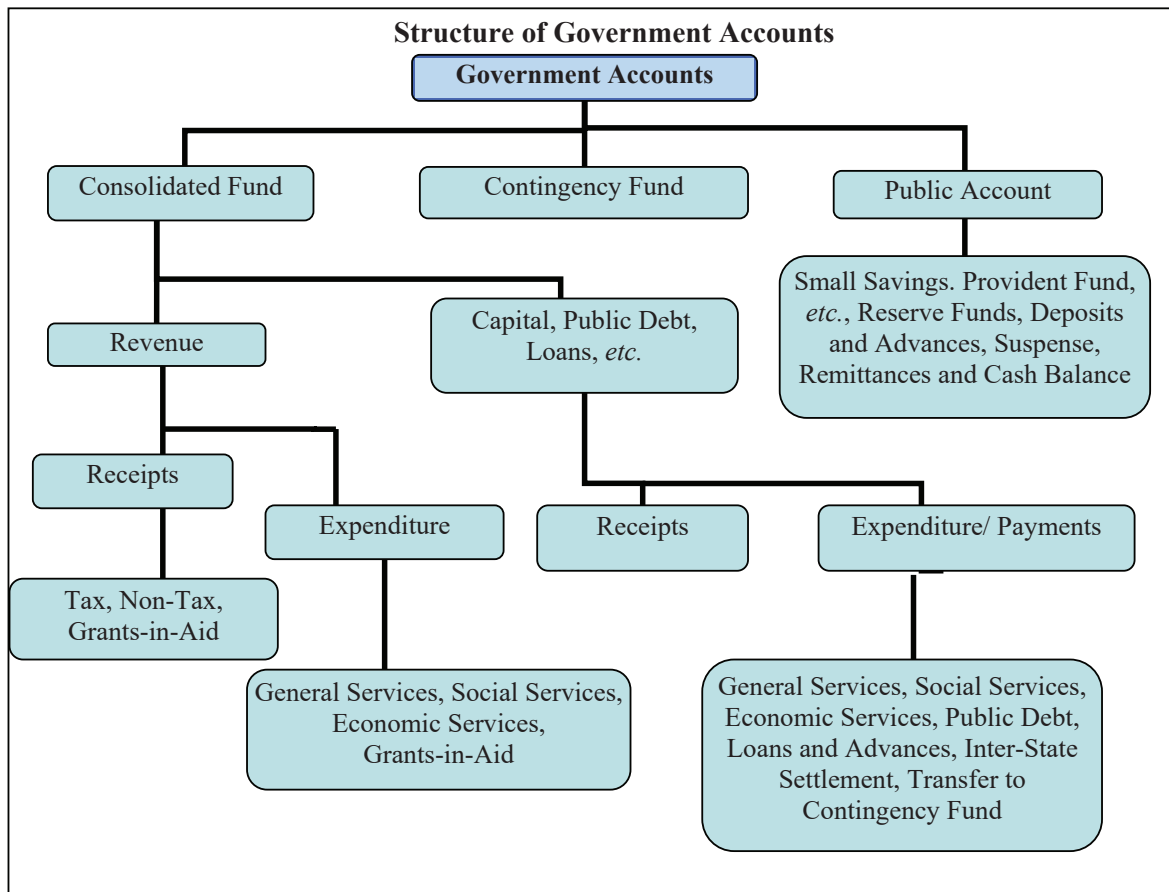 Structure of Government Accounts
Government Accounts
Consolidated Fund
Contingency Fund
Public Account
Small Savings. Provident Fund,
etc., Reserve Funds, Deposits
and Advances, Suspense,
Remittances and Cash Balance
Revenue
Capital, Public Debt,
Loans, etc.
Receipts
Expenditure
Receipts
Expenditure/ Payments
Tax, Non-Tax,
Grants-in-Aid
General Services, Social Services,
Economic Services,
Grants-in-Aid
General Services, Social Services,
Economic Services, Public Debt,
Loans and Advances, Inter-State
Settlement, Transfer to
Contingency Fund